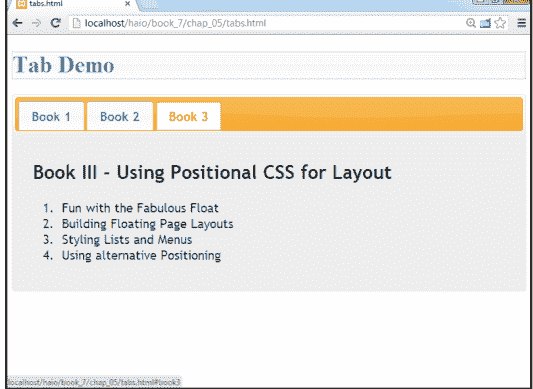 tabs.html
localhost/haio/book_7/chap_05/tabs.html
Tab Demo
Book 1 Book 2 Book 3
Book III - Using Positional CSS for Layout
1. Fun with the Fabulous Float
2. Building Floating Page Layouts
3. Styling Lists and Menus
4. Using alternative Positioning
localhost/haio/book_7/chap_05/tabs.html#book3